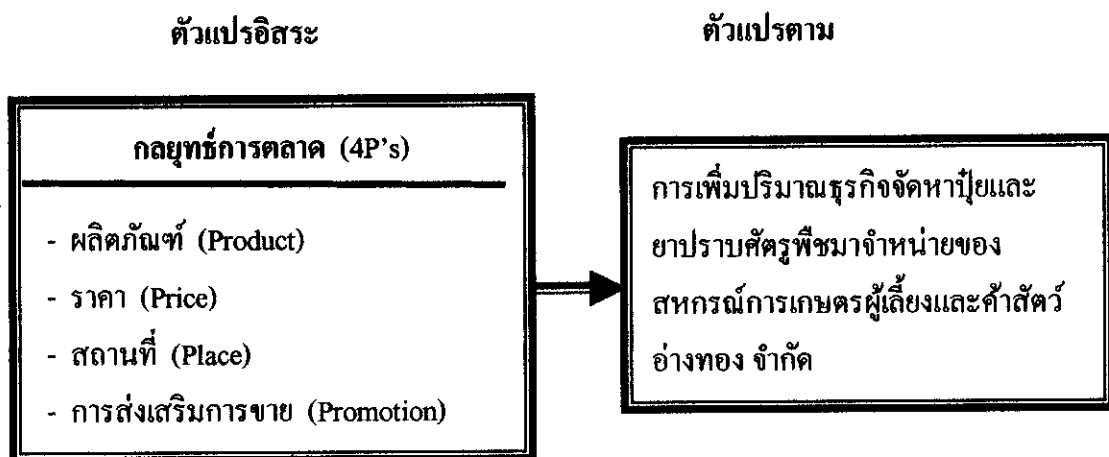 ตัวแปรอิสระ
ตัวแปรตาม
กลยุทธ์การตลาด (4P's)
- ผลิตภัณฑ์ (Product)
- ราคา (Price)
- สถานที่ (Place)
- การส่งเสริมการขาย (Promotion)
การเพิ่มปริมาณธุรกิจจัดหาปุ๋ยและ
ยาปราบศัตรูพืชมาจำหน่ายของ
สหกรณ์การเกษตรผู้เลี้ยงและค้าสัตว์
อ่างทอง จำกัด